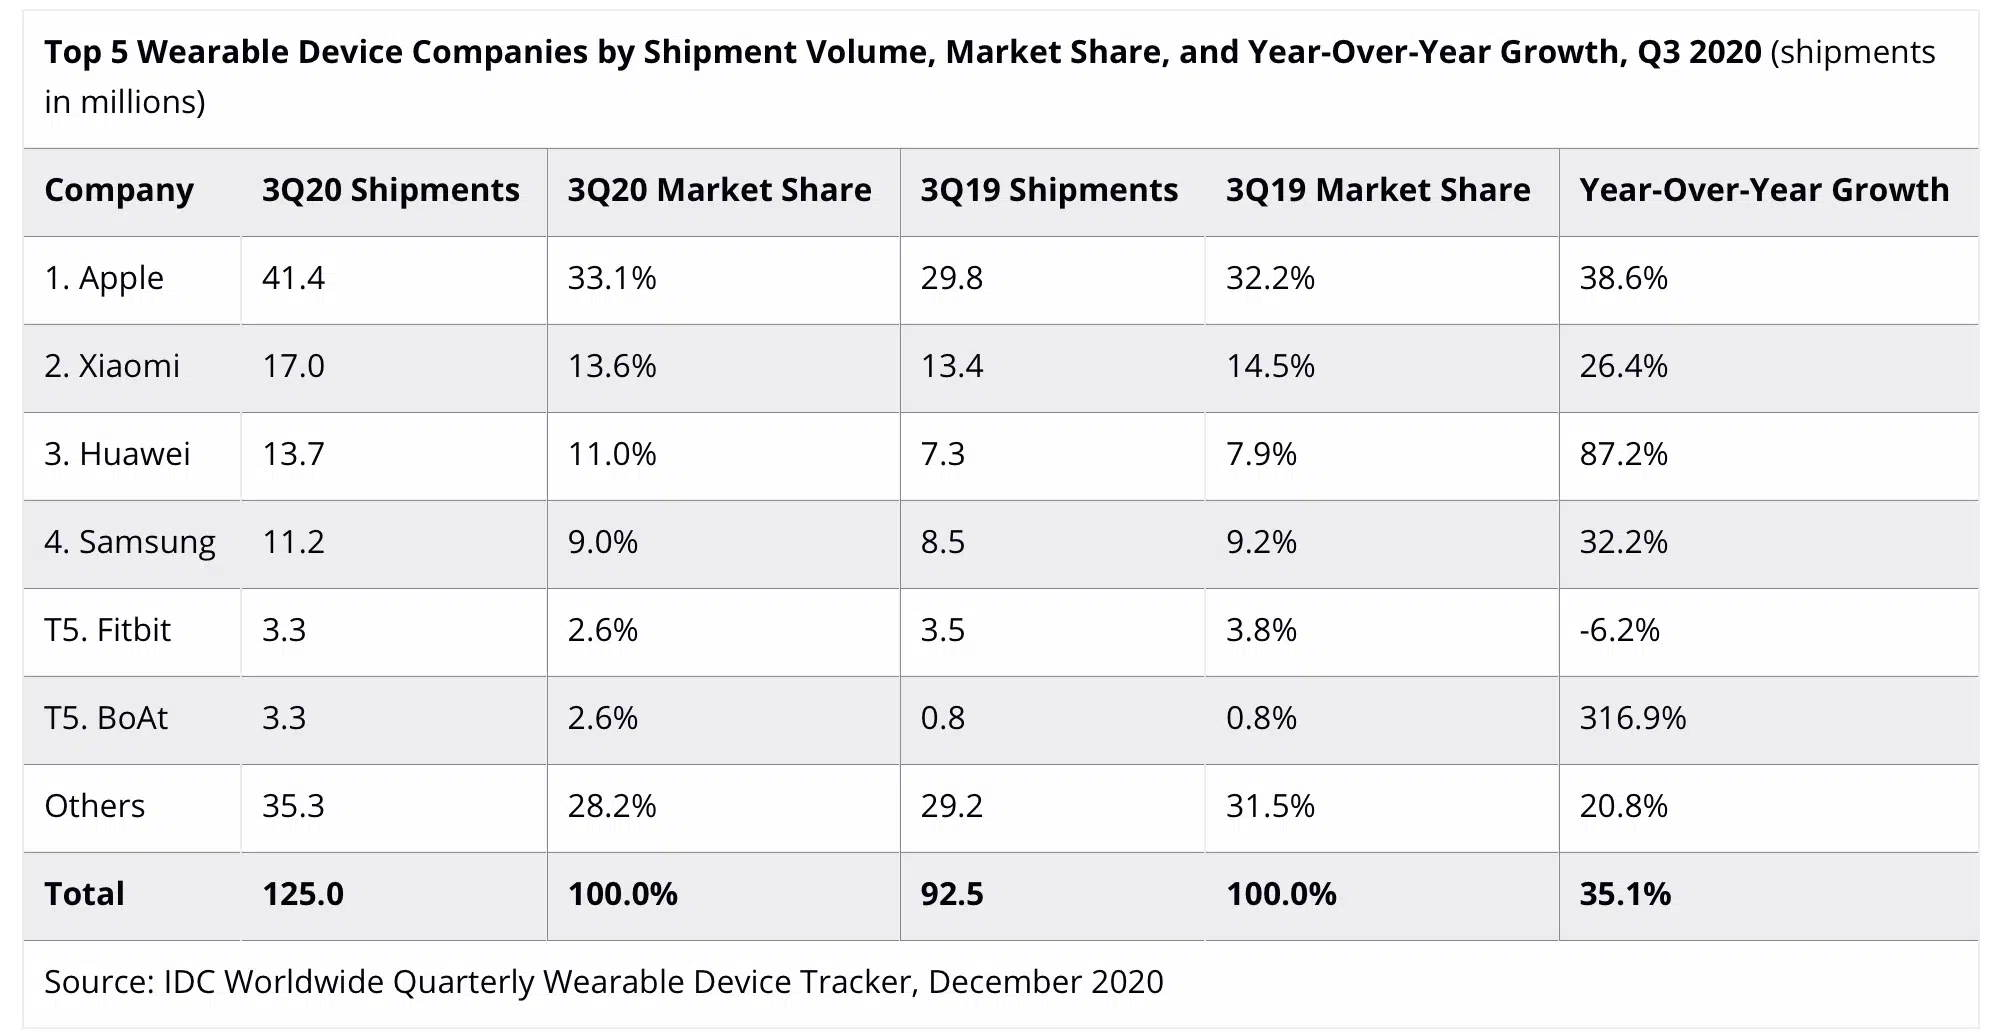 Top 5 Wearable Device Companies by Shipment Volume, Market Share, and Year-Over-Year Growth, Q3 2020 (shipments
in millions)
Company 3Q20 Shipments 3Q20 Market Share 3Q19 Shipments 3Q19 Market Share Year-Over-Year Growth
1. Apple 41.4 33.1% 29.8 32.2% 38.6%
2. Xiaomi 17.0 13.6% 13.4 14.5% 26.4%
3. Huawei 13.7 11.0% 7.3 7.9% 87.2%
4. Samsung 11.2 9.0% 8.5 9.2% 32.2%
T5. Fitbit 3.3 2.6% 3.5 3.8% -6.2%
T5. BoAt 3.3 2.6% 0.8 0.8% 316.9%
Others 35.3 28.2% 29.2 31.5% 20.8%
Total 125.0 100.0% 92.5 100.0% 35.1%
Source: IDC Worldwide Quarterly Wearable Device Tracker, December 2020